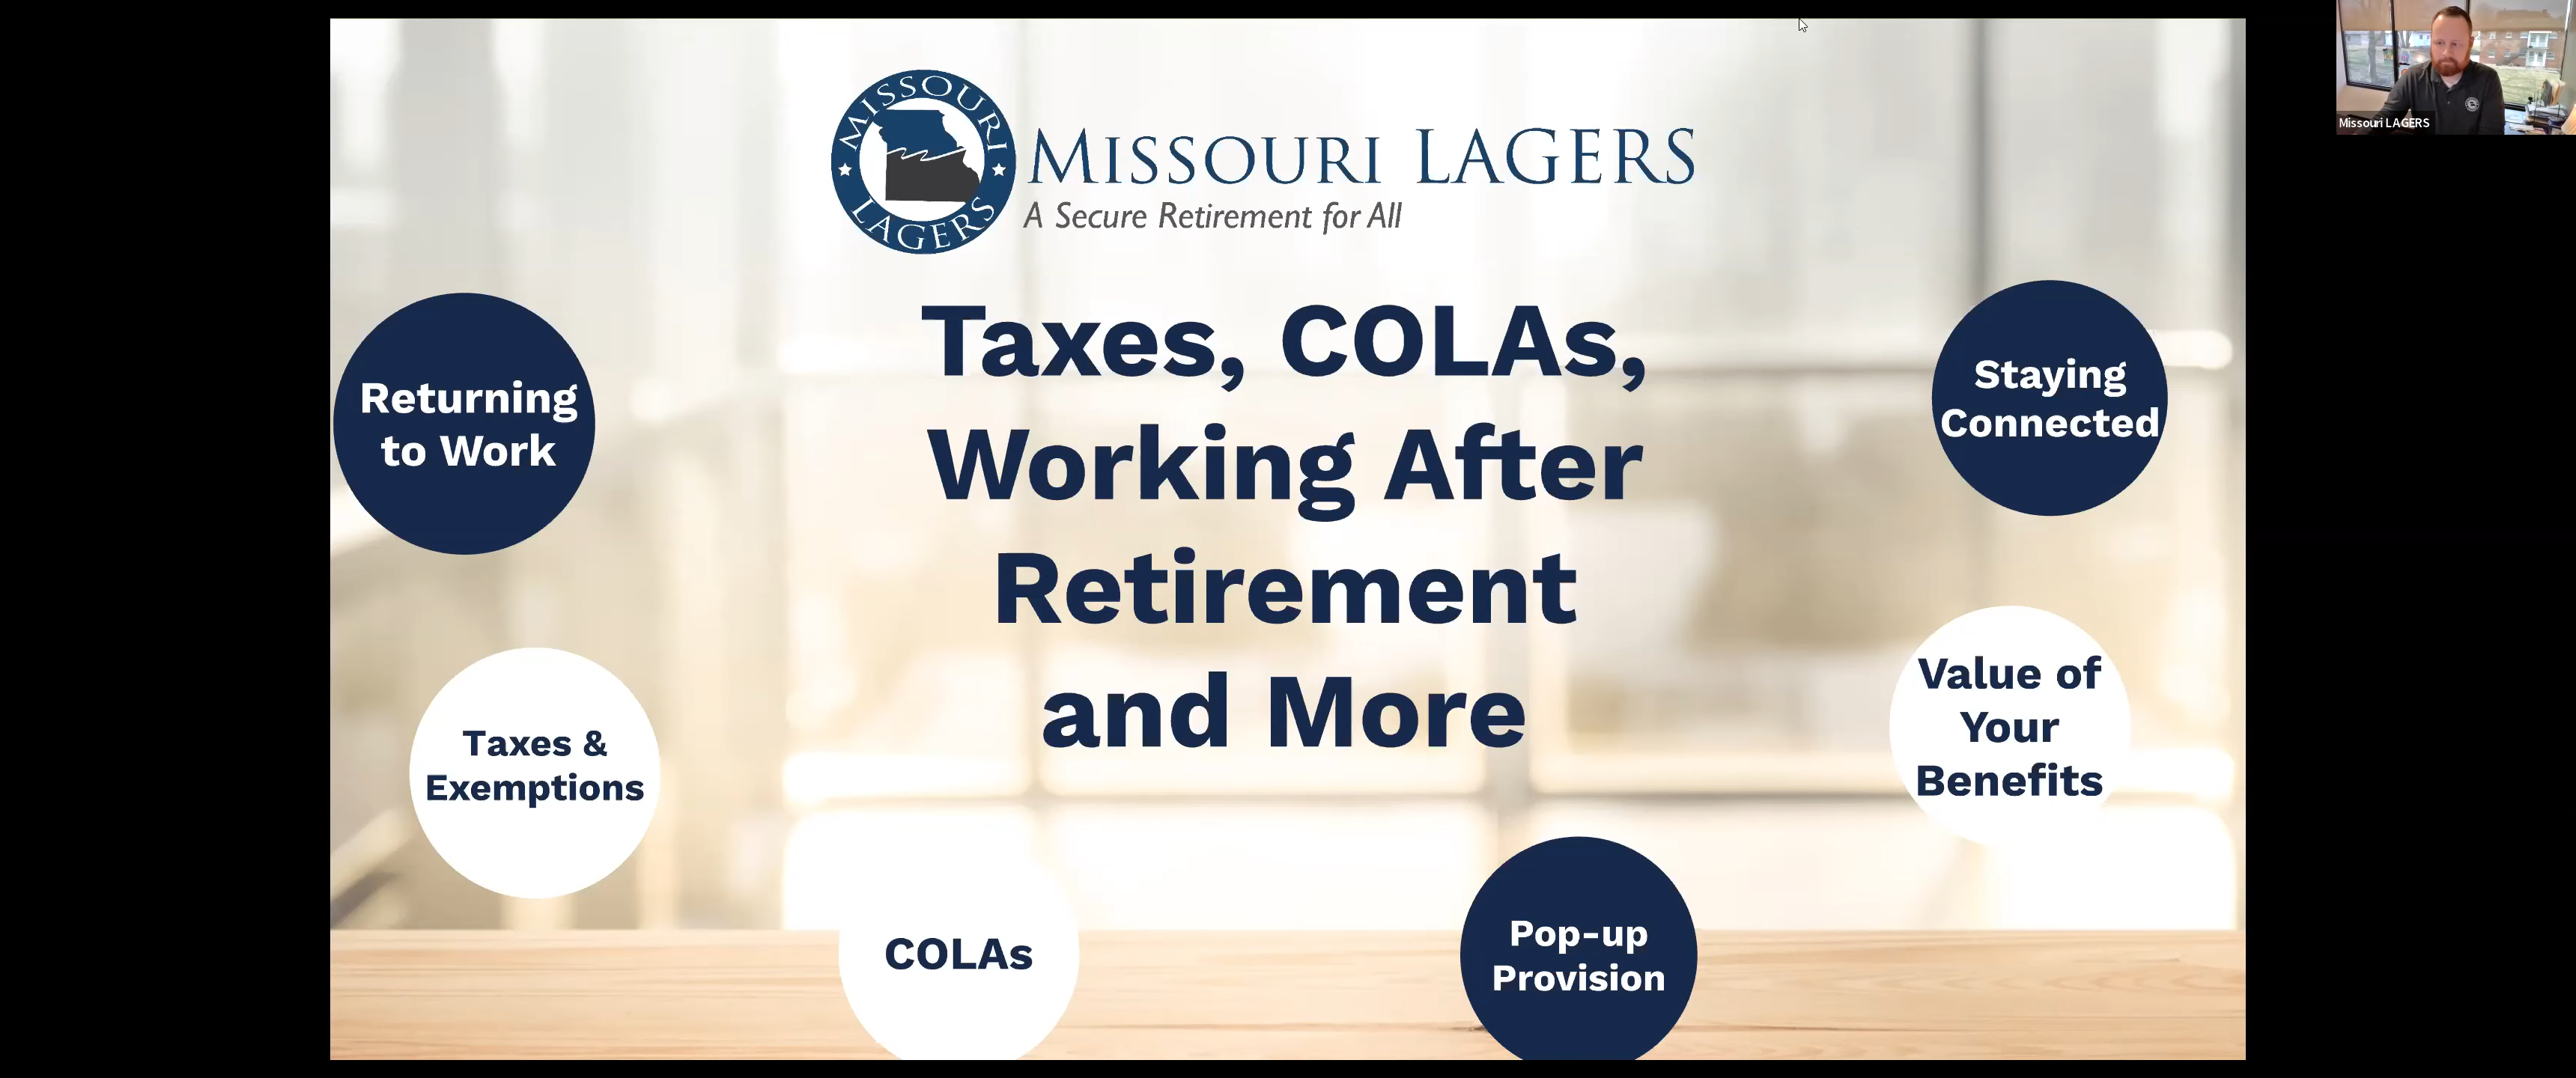 MISSOURI
LAGERS
MISSOURI LAGERS
A Secure Retirement for All
Taxes, COLAs,
Working After
Retirement
and More
Returning
to Work
Taxes &
Exemptions
COLAs
Pop-up
Provision
Value of
Your
Benefits
Staying
Connected
Missouri LAGERS